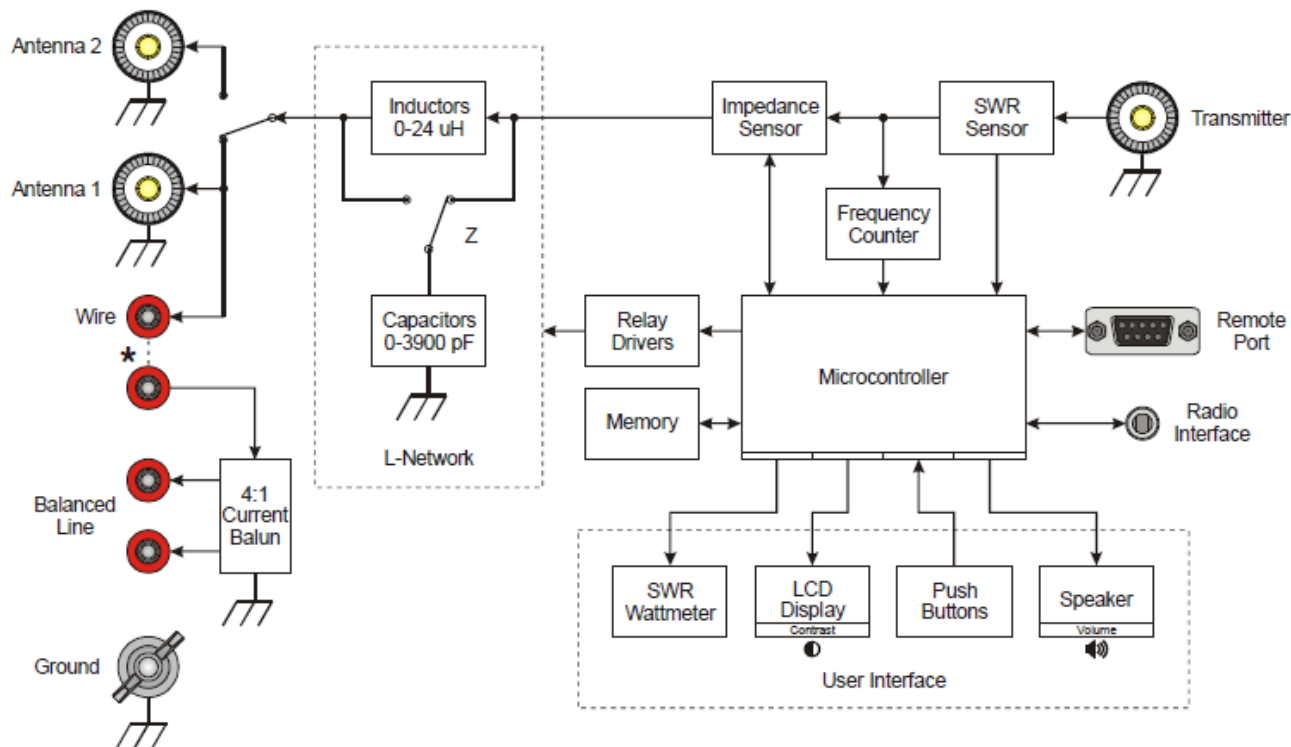 Antenna 2
Antenna 1
Wire
*
Balanced
Line
4:1
Current
Balun
Ground
Inductors
0-24 uH
Z
Capacitors
0-3900 pF
L-Network
Impedance
Sensor
SWR
Sensor
Transmitter
Frequency
Counter
Relay
Drivers
Memory
Microcontroller
Remote
Port
Radio
Interface
SWR
Wattmeter
LCD
Display
Contrast
Push
Buttons
Speaker
Volume
User Interface